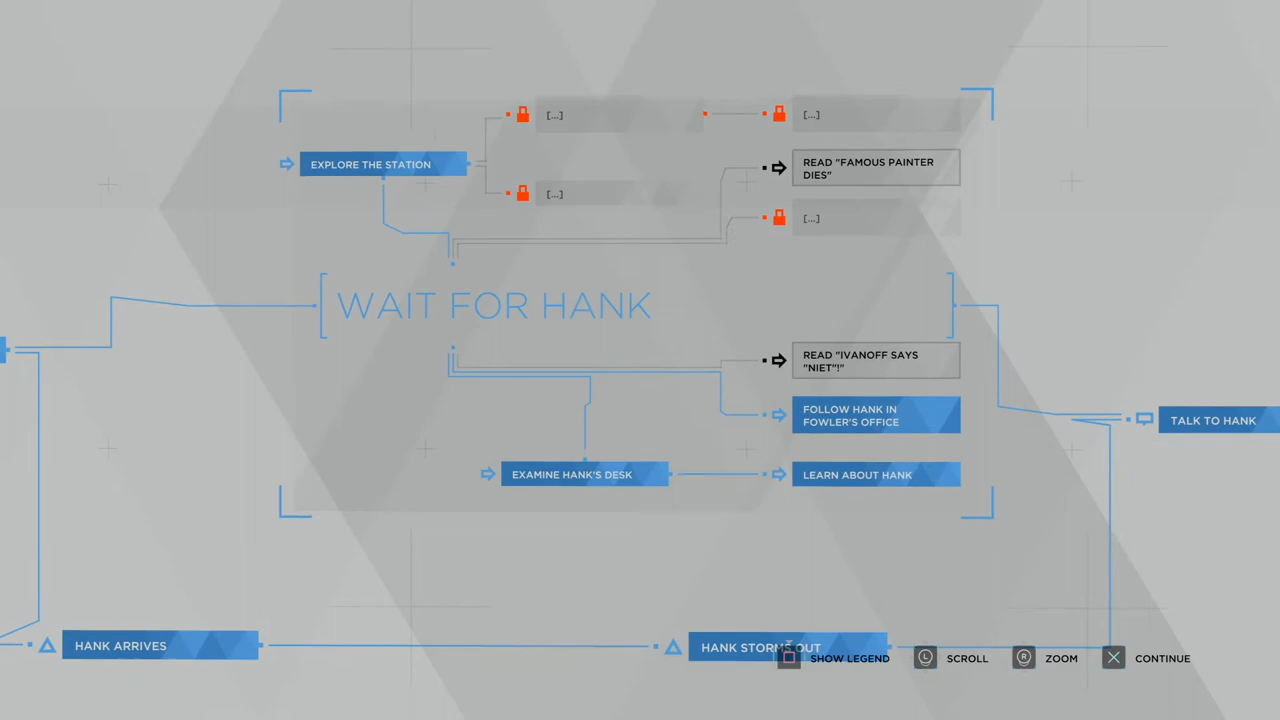 [...]
[...]
EXPLORE THE STATION
READ "FAMOUS PAINTER
DIES"
[...]
[...]
WAIT FOR HANK
READ "IVANOFF SAYS
"NIET"!"
FOLLOW HANK IN
FOWLER'S OFFICE
TALK TO HANK
EXAMINE HANK'S DESK
LEARN ABOUT HANK
HANK ARRIVES
HANK STORMS OUT
SHOW LEGEND
L
SCROLL
R
ZOOM
CONTINUE